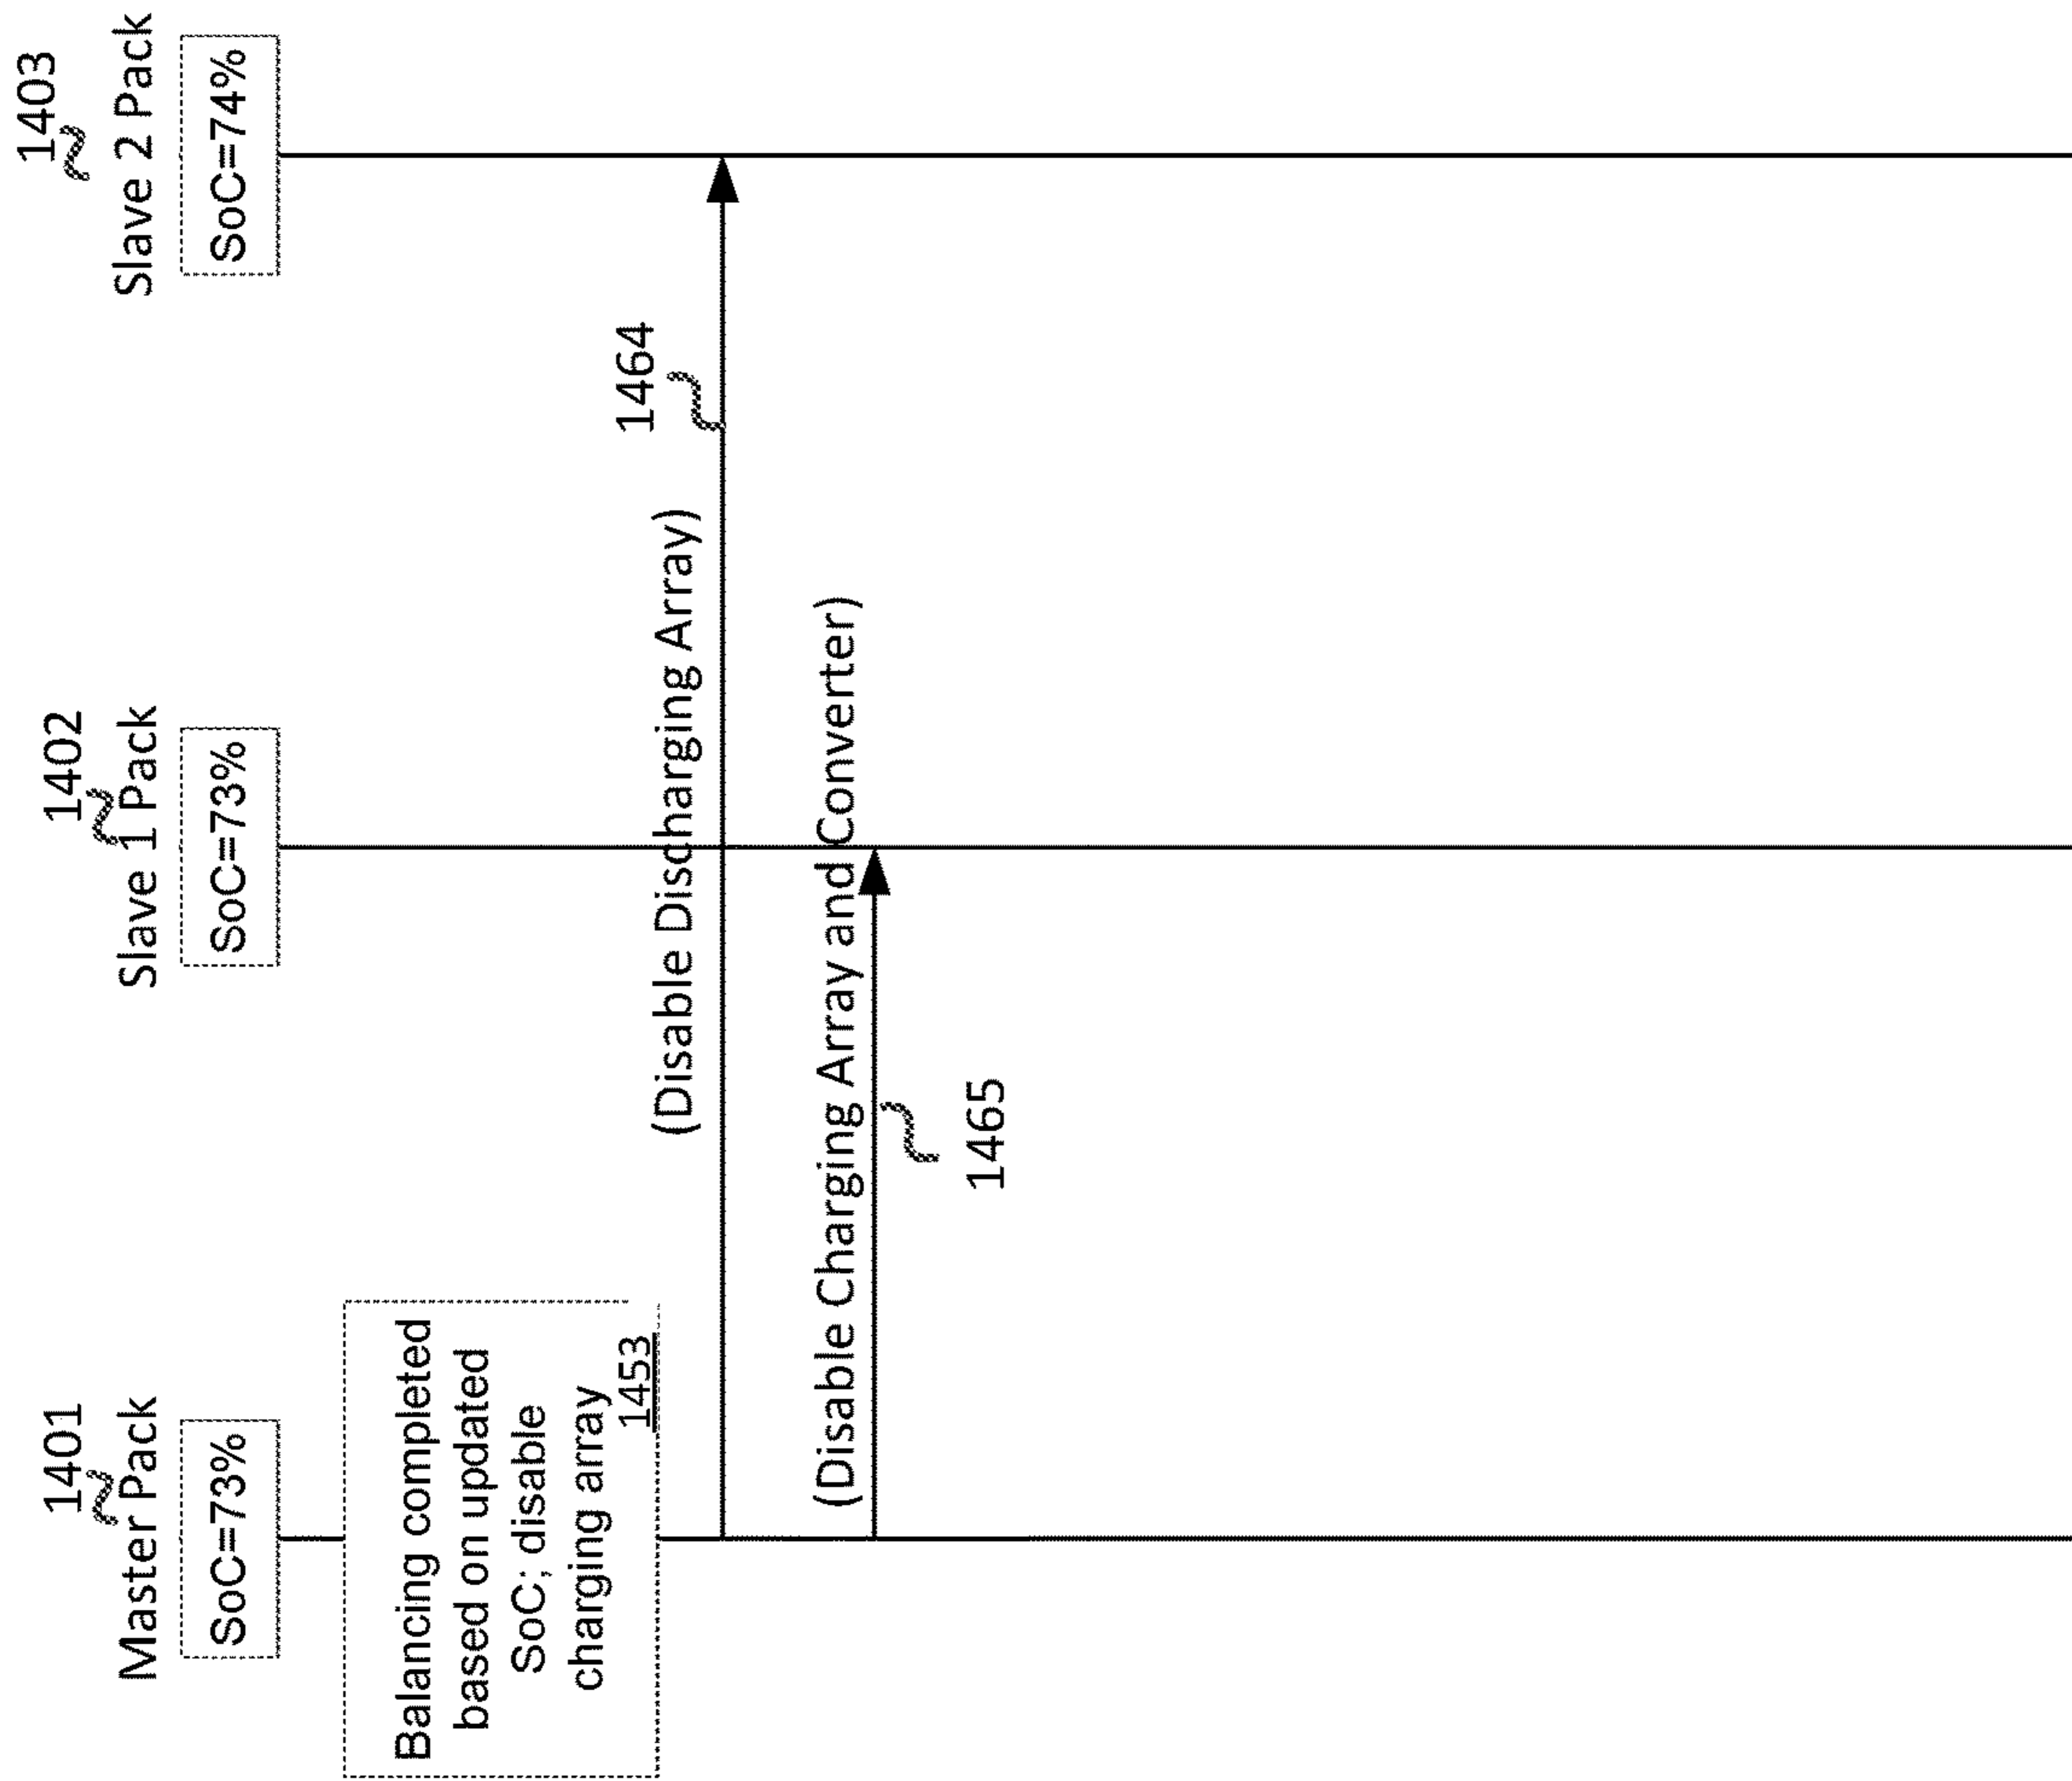 1401
Master Pack
SoC=73%
1402
Slave 1 Pack
SoC=73%
1403
Slave 2 Pack
SoC=74%
Balancing completed
based on updated
SoC; disable
charging array
1453
(Disable Discharging Array)
1464
(Disable Charging Array and Converter)
1465